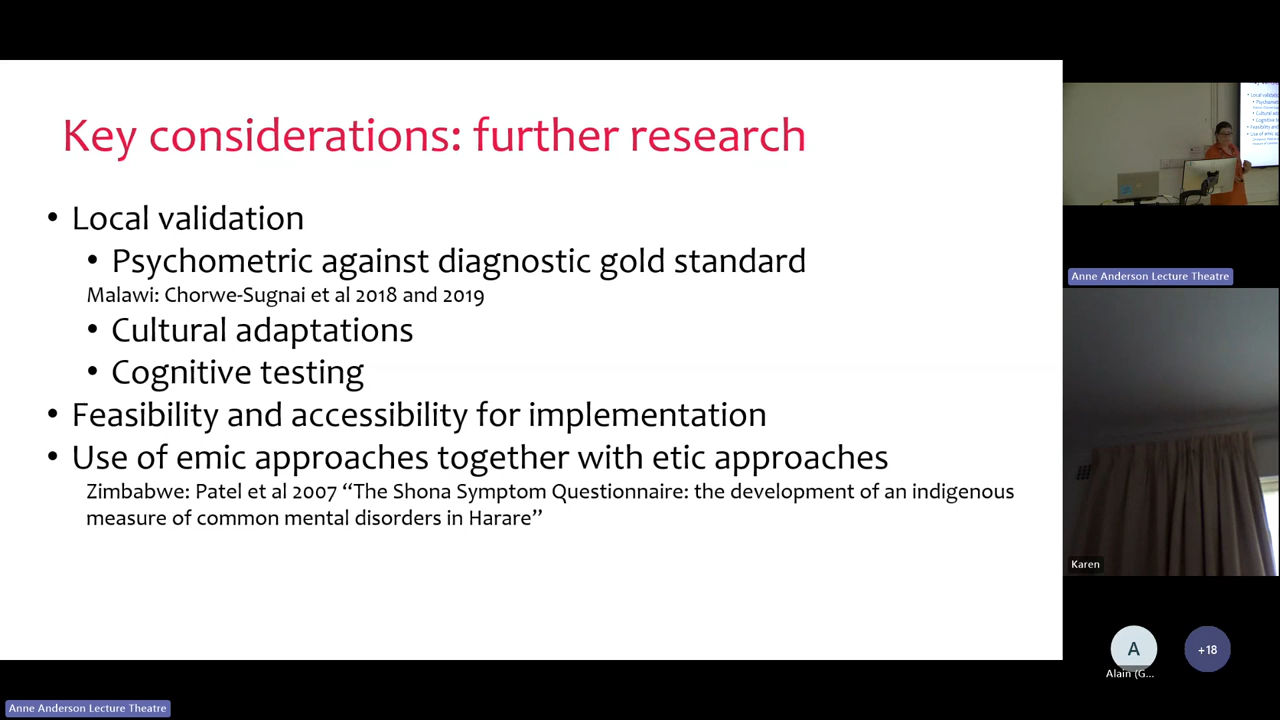 Key considerations: further research
• Local validation
• Psychometric against diagnostic gold standard
Malawi: Chorwe-Sugnai et al 2018 and 2019
• Cultural adaptations
• Cognitive testing
• Feasibility and accessibility for implementation
• Use of emic approaches together with etic approaches
Zimbabwe: Patel et al 2007 “The Shona Symptom Questionnaire: the development of an indigenous
measure of common mental disorders in Harare”
Anne Anderson Lecture Theatre
Karen
A
Alain (G...
+18
Anne Anderson Lecture Theatre